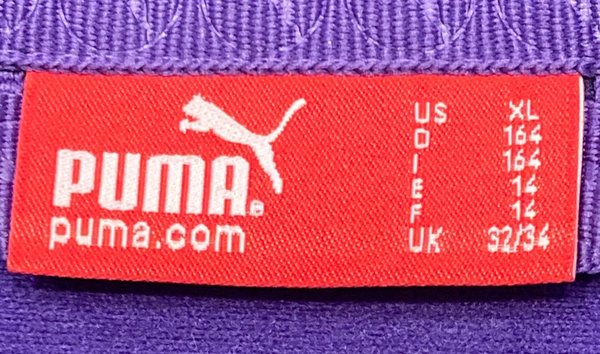 PUMA®
puma.com
US XL
D 164
I 164
E 14
F 14
UK 32/34